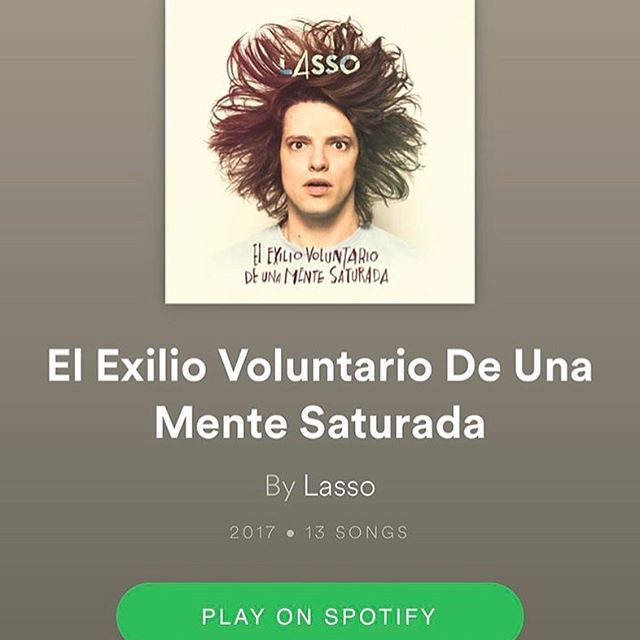 LASSO
El EXILIO VOLUNTARIO
DE UNA MENTE SATURADA
El Exilio Voluntario De Una
Mente Saturada
By Lasso
2017 • 13 SONGS
PLAY ON SPOTIFY